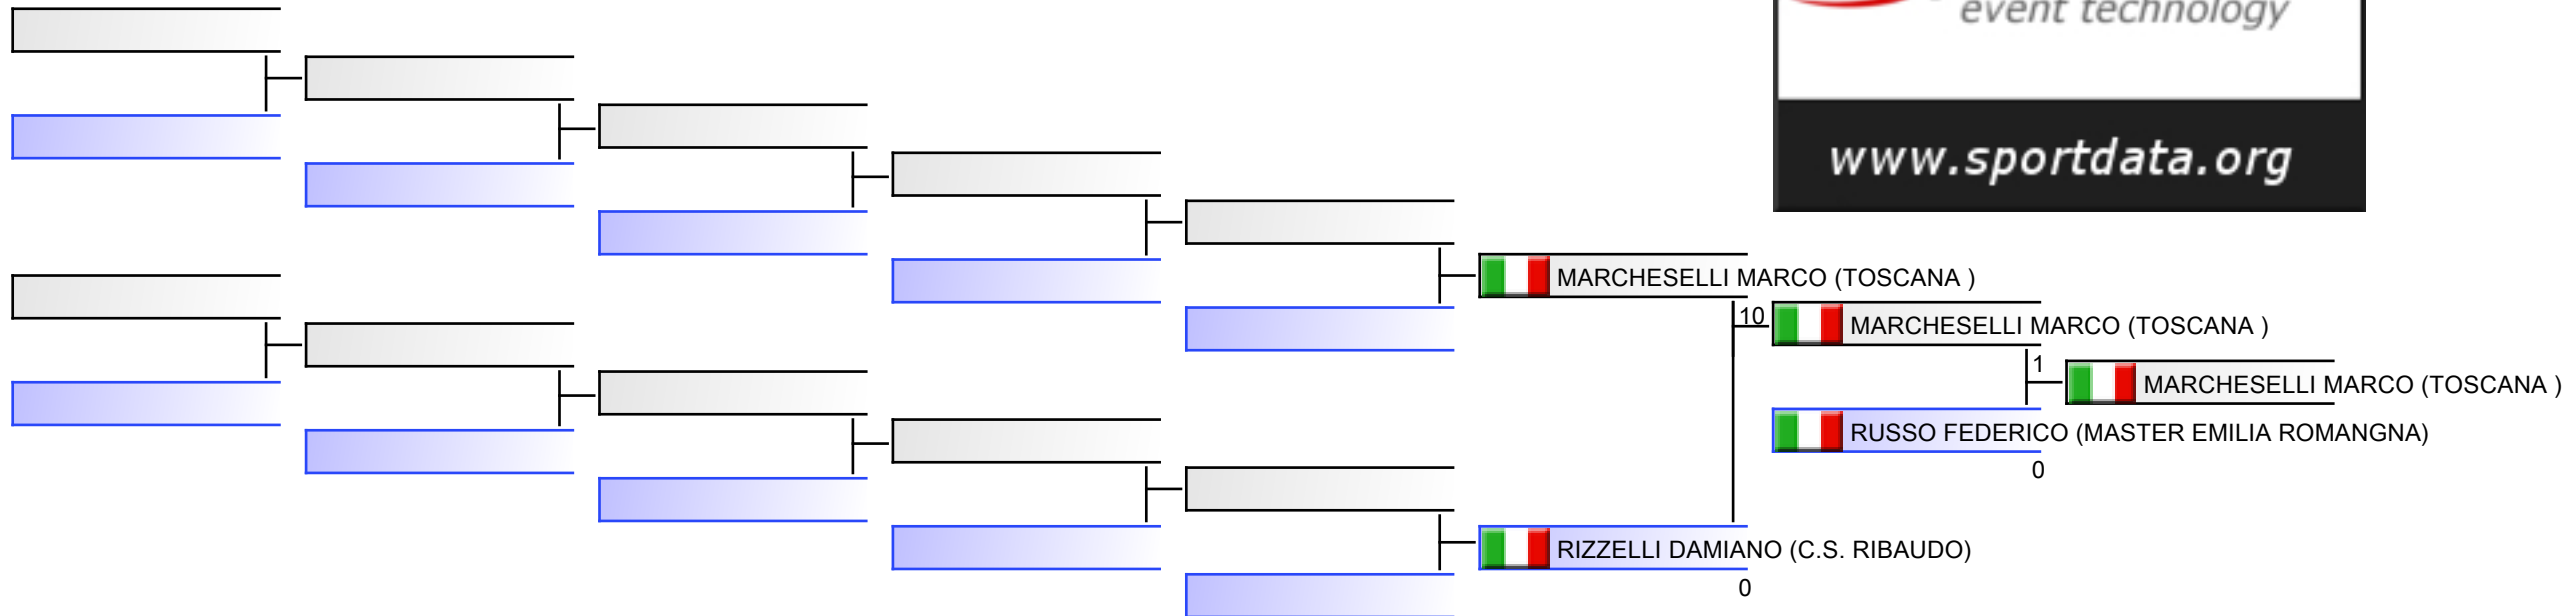 event technology
www.sportdata.org
MARCHESELLI MARCO (TOSCANA )
10
MARCHESELLI MARCO (TOSCANA )
1
MARCHESELLI MARCO (TOSCANA )
RUSSO FEDERICO (MASTER EMILIA ROMANGNA)
0
RIZZELLI DAMIANO (C.S. RIBAUDO)
0